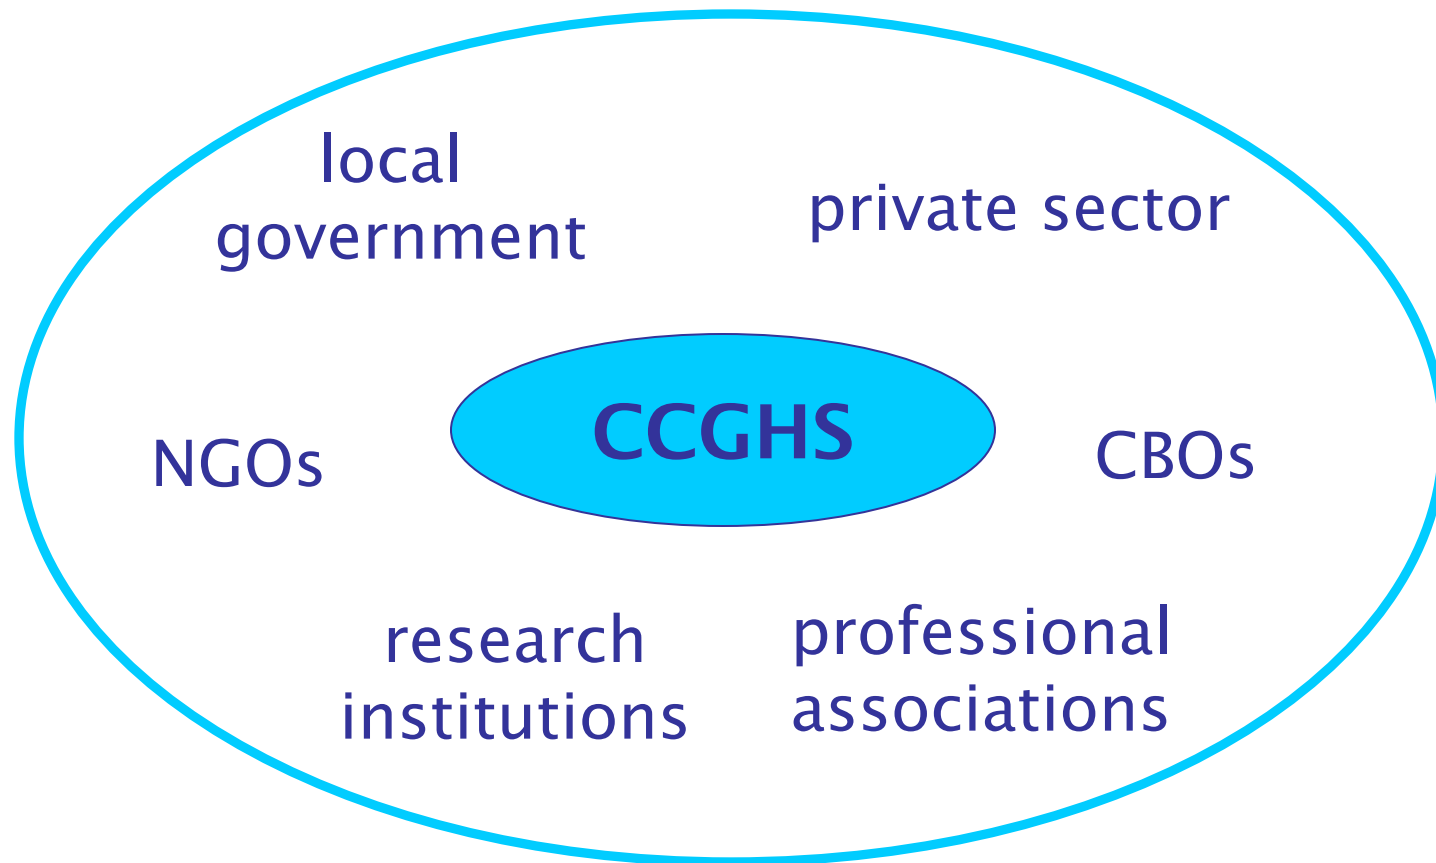 local
government
private sector
CCGHS
NGOs
CBOs
research
institutions
professional
associations